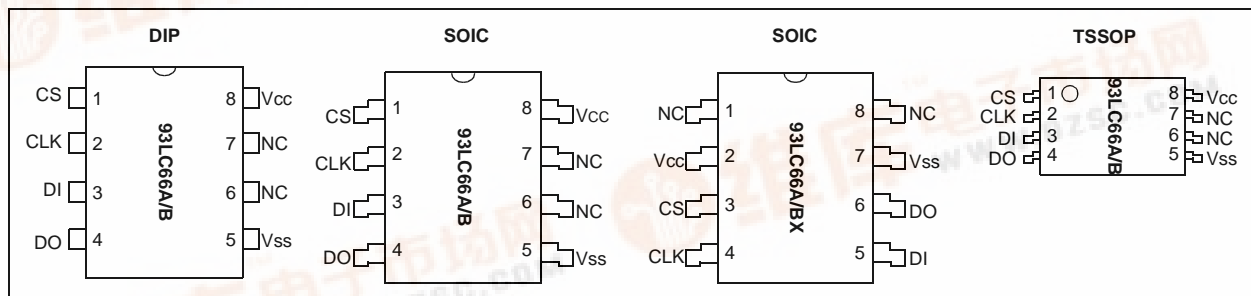 DIP
CS 1 8 Vcc
CLK 2 7 NC
DI 3 6 NC
DO 4 5 Vss
93LC66A/B
SOIC
CS 1 8 Vcc
CLK 2 7 NC
DI 3 6 NC
DO 4 5 Vss
93LC66A/B
SOIC
NC 1 8 NC
Vcc 2 7 Vss
CS 3 6 DO
CLK 4 5 DI
93LC66A/BX
TSSOP
CS 1 8 Vcc
CLK 2 7 NC
DI 3 6 NC
DO 4 5 Vss
93LC66A/B